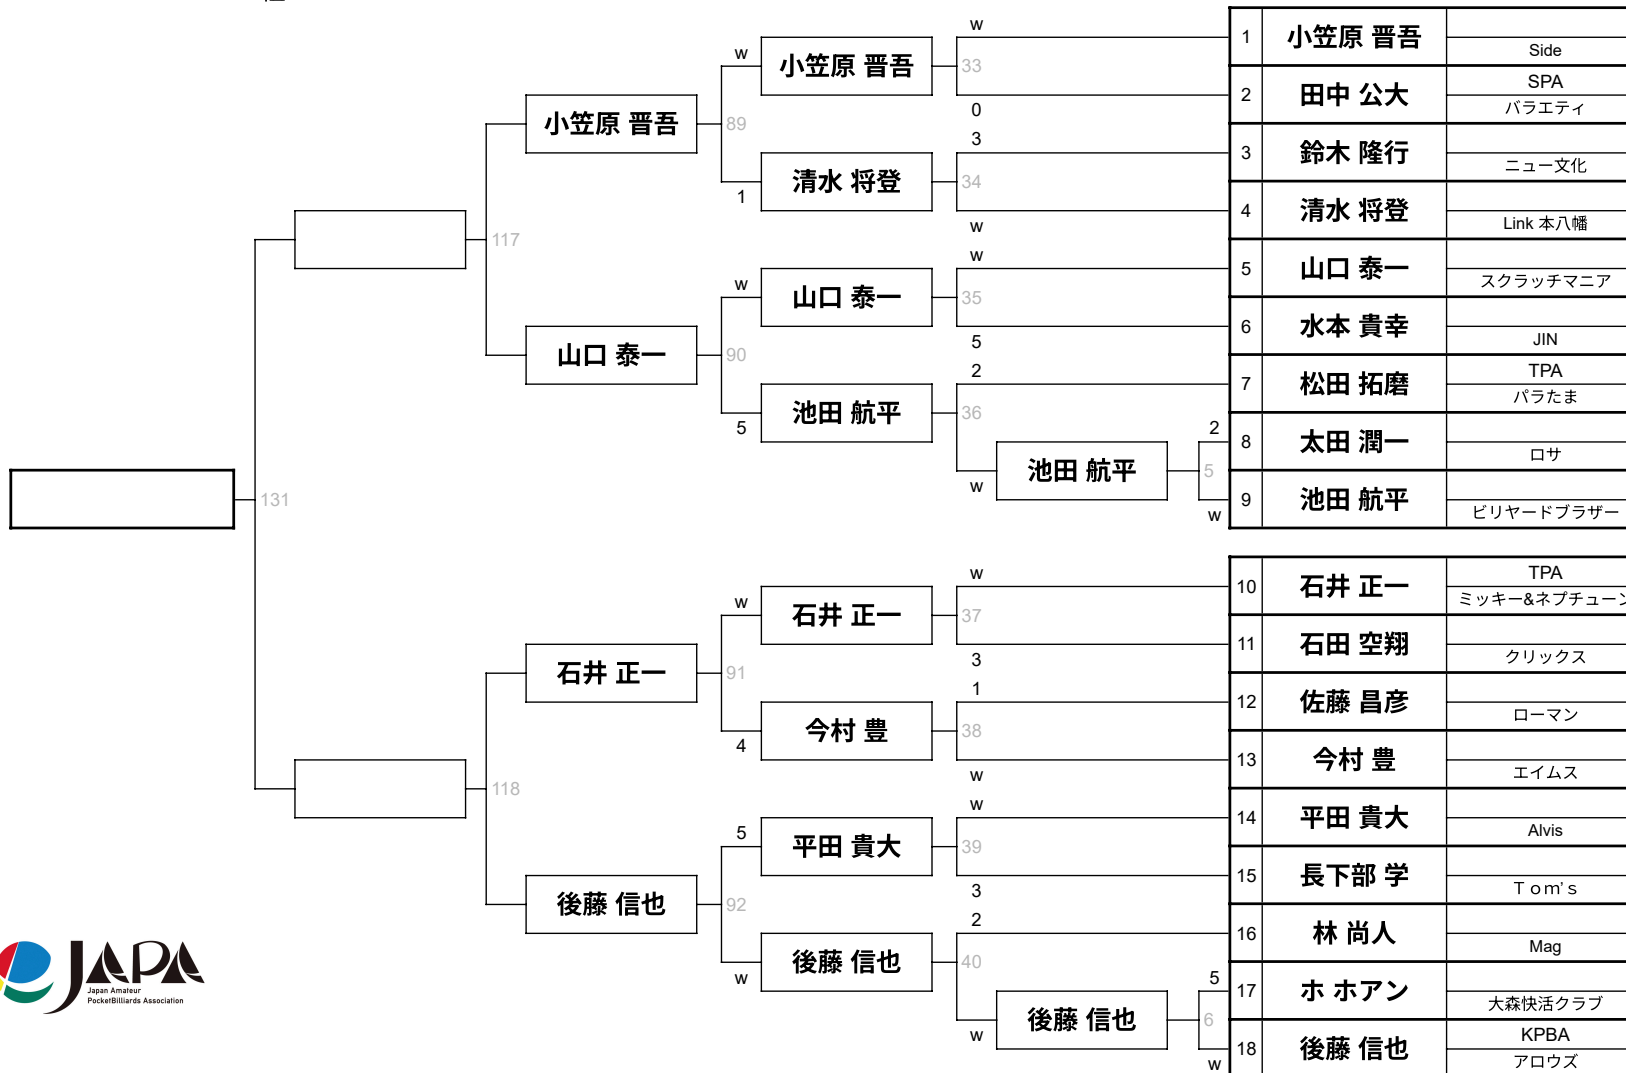 w
小笠原 晋吾
33
0
w
小笠原 晋吾
89
小笠原 晋吾
3
清水 将登
34
1
w
117
w
山口 泰一
35
w
5
山口 泰一
90
2
池田 航平
36
5
w
池田 航平
2
5
w
131
w
石井 正一
37
w
3
石井 正一
91
1
今村 豊
38
4
w
118
w
平田 貴大
39
5
3
後藤 信也
92
2
後藤 信也
40
w
w
後藤 信也
5
6
w
1 小笠原 晋吾
Side
2 田中 公大
SPA
バラエティ
3 鈴木 隆行
ニュー文化
4 清水 将登
Link 本八幡
5 山口 泰一
スクラッチマニア
6 水本 貴幸
JIN
7 松田 拓磨
TPA
パラたま
8 太田 潤一
ロサ
9 池田 航平
ビリヤードブラザー
10 石井 正一
TPA
ミッキー&ネプチューン
11 石田 空翔
クリックス
12 佐藤 昌彦
ローマン
13 今村 豊
エイムス
14 平田 貴大
Alvis
15 長下部 学
Ｔｏｍ'ｓ
16 林 尚人
Mag
17 ホ ホアン
大森快活クラブ
18 後藤 信也
KPBA
アロウズ
JAPA
Japan Amateur
PocketBilliards Association